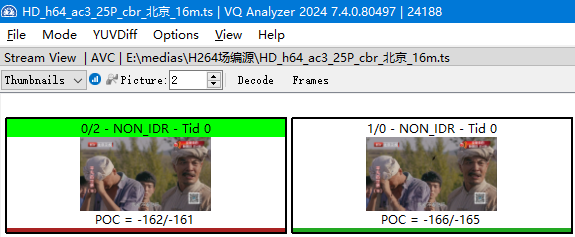 HD_h64_ac3_25P_cbr_北京_16m.ts | VQ Analyzer 2024 7.4.0.80497 | 24188
File Mode YUVDiff Options View Help
Stream View | AVC | E:\medias\H264场编源\HD_h64_ac3_25P_cbr_北京_16m.ts
Thumbnails Picture: 2 Decode Frames
0/2 - NON_IDR - Tid 0
POC = -162/-161
1/0 - NON_IDR - Tid 0
POC = -166/-165